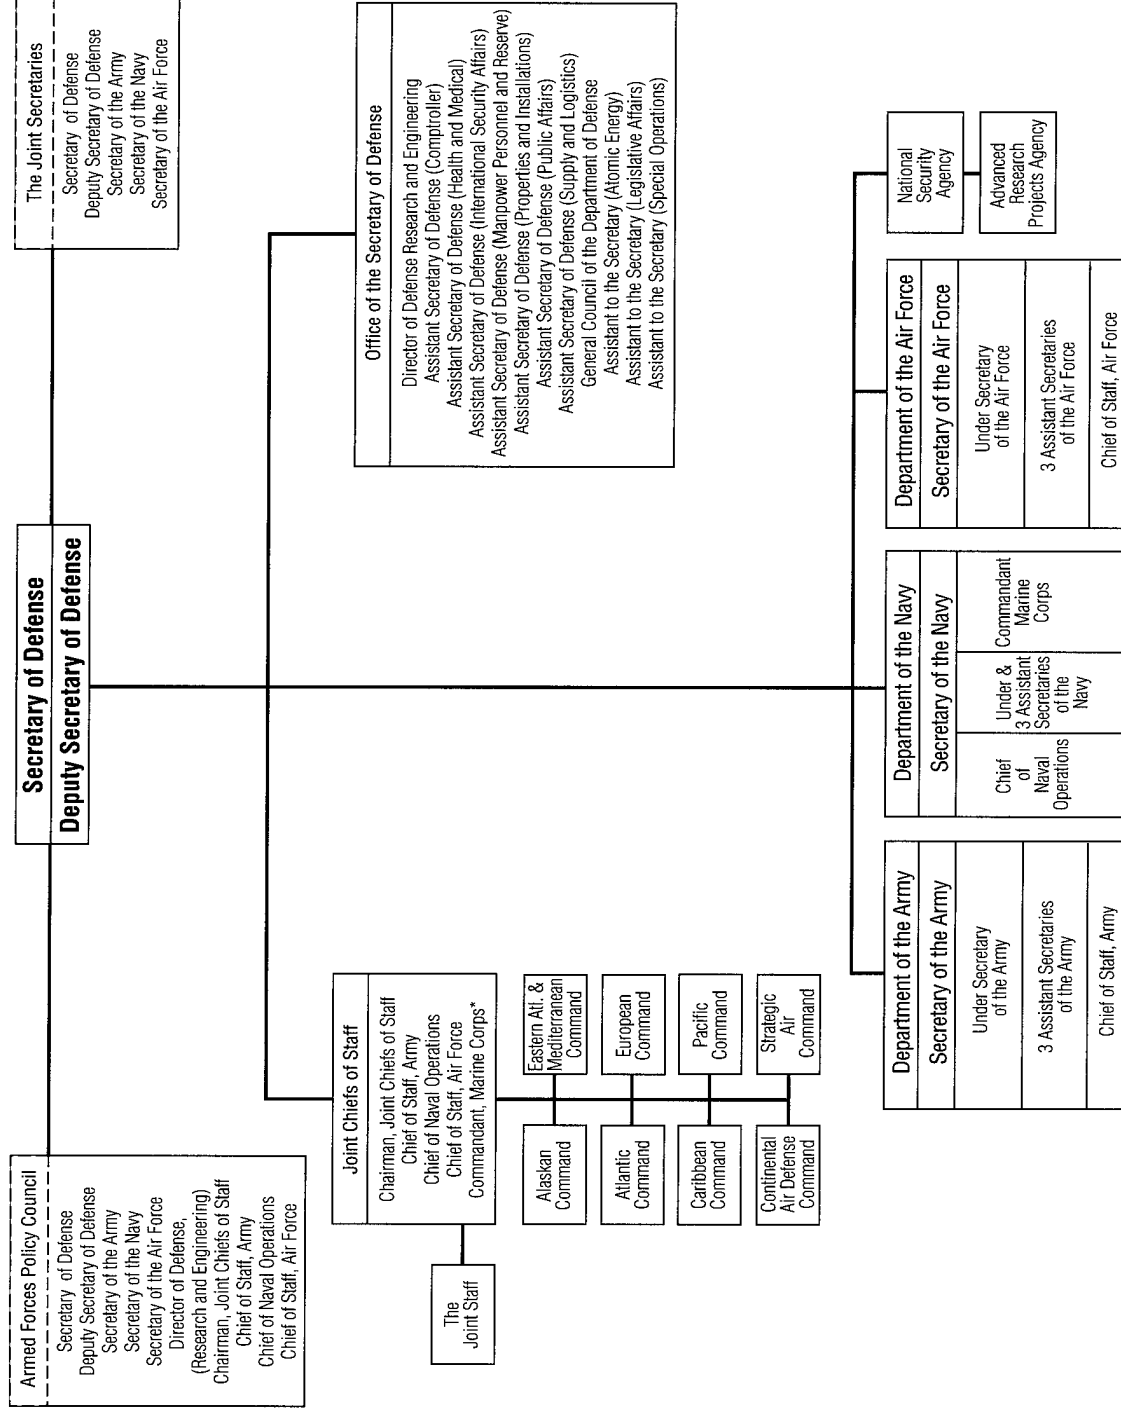 Secretary of Defense
Deputy Secretary of Defense
Armed Forces Policy Council
Secretary of Defense
Deputy Secretary of Defense
Secretary of the Army
Secretary of the Navy
Secretary of the Air Force
Director of Defense,
(Research and Engineering)
Chairman, Joint Chiefs of Staff
Chief of Staff, Army
Chief of Naval Operations
Chief of Staff, Air Force
The Joint Secretaries
Secretary of Defense
Deputy Secretary of Defense
Secretary of the Army
Secretary of the Navy
Secretary of the Air Force
Joint Chiefs of Staff
Chairman, Joint Chiefs of Staff
Chief of Staff, Army
Chief of Naval Operations
Chief of Staff, Air Force
Commandant, Marine Corps*
The
Joint Staff
Alaskan
Command
Eastern Atl. &
Mediterranean
Command
Atlantic
Command
European
Command
Caribbean
Command
Pacific
Command
Continental
Air Defense
Command
Strategic
Air
Command
Office of the Secretary of Defense
Director of Defense Research and Engineering
Assistant Secretary of Defense (Comptroller)
Assistant Secretary of Defense (Health and Medical)
Assistant Secretary of Defense (International Security Affairs)
Assistant Secretary of Defense (Manpower Personnel and Reserve)
Assistant Secretary of Defense (Properties and Installations)
Assistant Secretary of Defense (Public Affairs)
Assistant Secretary of Defense (Supply and Logistics)
General Council of the Department of Defense
Assistant to the Secretary (Atomic Energy)
Assistant to the Secretary (Legislative Affairs)
Assistant to the Secretary (Special Operations)
Department of the Army
Secretary of the Army
Under Secretary
of the Army
3 Assistant Secretaries
of the Army
Chief of Staff, Army
Department of the Navy
Secretary of the Navy
Chief
of
Naval
Operations
Under &
3 Assistant
Secretaries
of the
Navy
Commandant
Marine
Corps
Department of the Air Force
Secretary of the Air Force
Under Secretary
of the Air Force
3 Assistant Secretaries
of the Air Force
Chief of Staff, Air Force
National
Security
Agency
Advanced
Research
Projects Agency